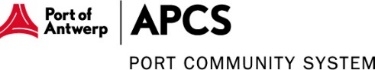 Port of
Antwerp
APCS
PORT COMMUNITY SYSTEM